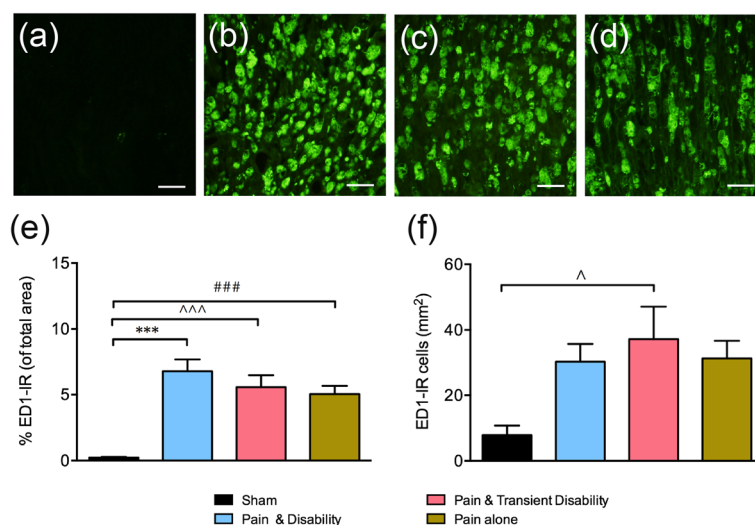 (a) (b) (c) (d)
(e) (f)
% ED1-IR (of total area)
15
10
5
0
###
^^^
***
ED1-IR cells (mm²)
60
40
20
0
^
Sham
Pain & Disability
Pain & Transient Disability
Pain alone